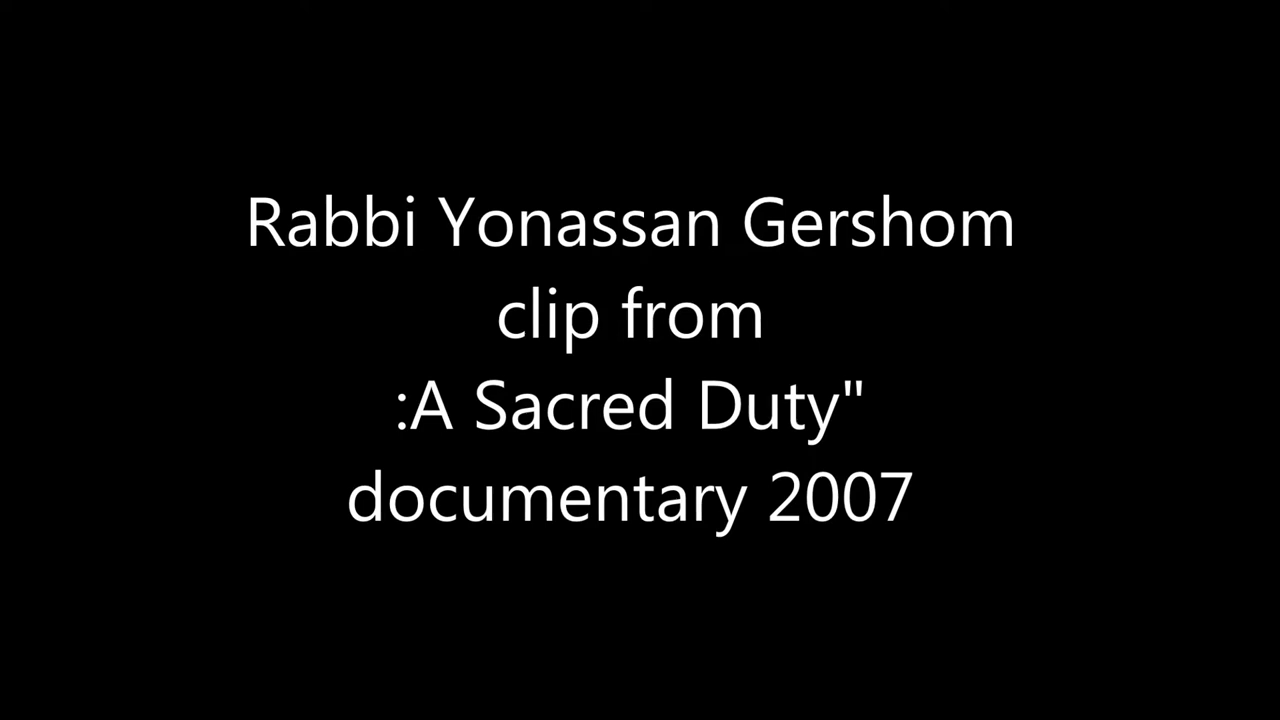 Rabbi Yonassan Gershom
clip from
:A Sacred Duty"
documentary 2007